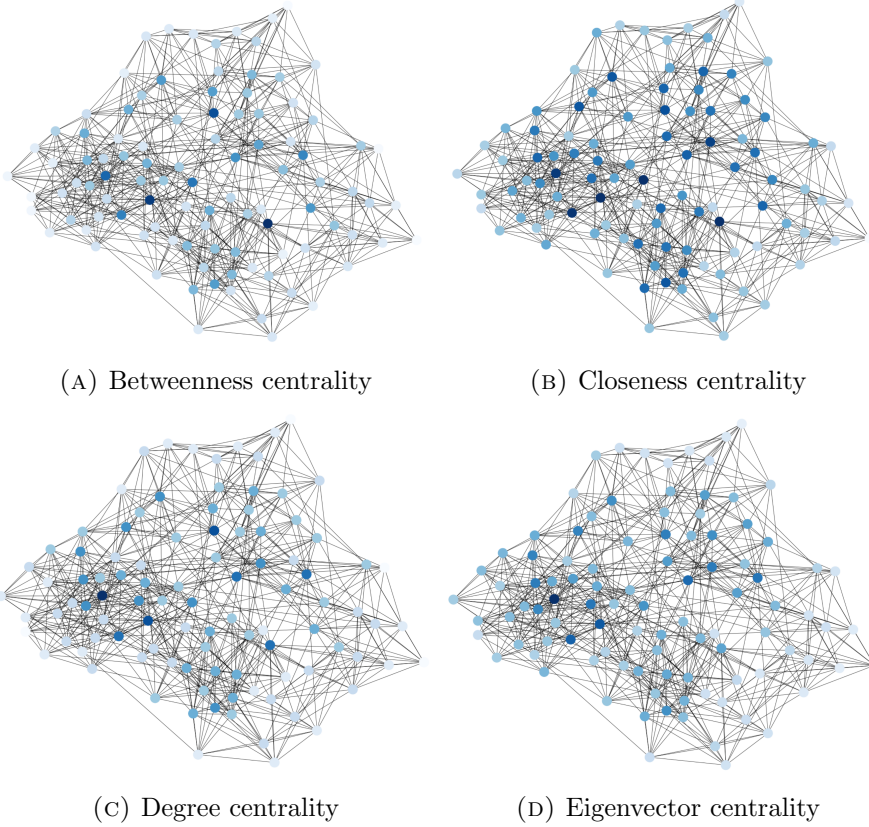 (A) Betweenness centrality
(B) Closeness centrality
(C) Degree centrality
(D) Eigenvector centrality